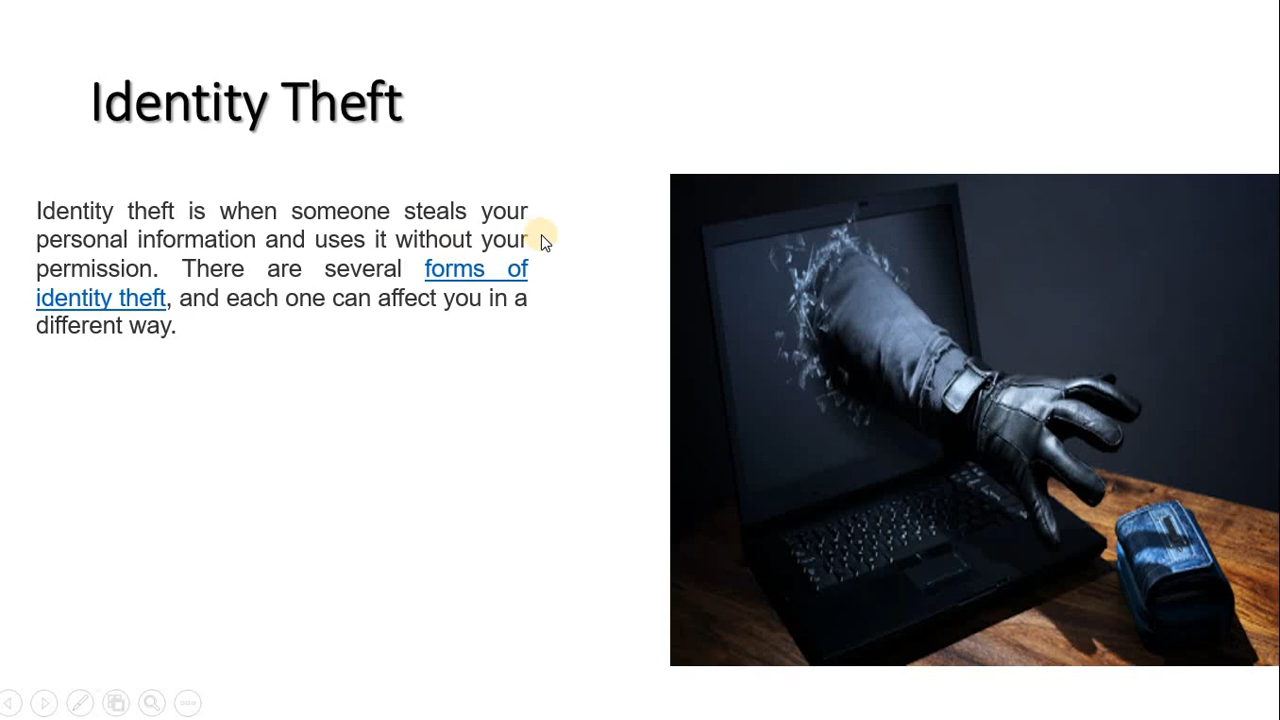 Identity Theft
Identity theft is when someone steals your
personal information and uses it without your
permission. There are several forms of
identity theft, and each one can affect you in a
different way.